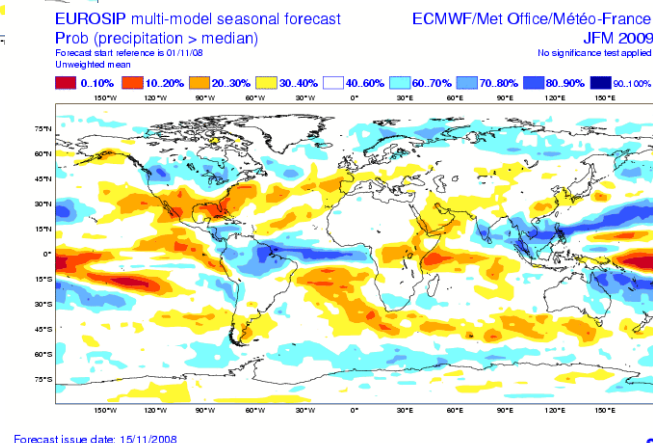 EUROSIP multi-model seasonal forecast ECMWF/Met Office/Météo-France
Prob (precipitation > median) JFM 2009
Forecast start reference is 01/11/08 No significance test applied
Unweighted mean
0..10% 10..20% 20..30% 30..40% 40..60% 60..70% 70..80% 80..90% 90..100%
150°W 120°W 90°W 60°W 30°W 0° 30°E 60°E 90°E 120°E 150°E
75°N
60°N
45°N
30°N
15°N
0°
15°S
30°S
45°S
60°S
75°S
150°W 120°W 90°W 60°W 30°W 0° 30°E 60°E 90°E 120°E 150°E
Forecast issue date: 15/11/2008